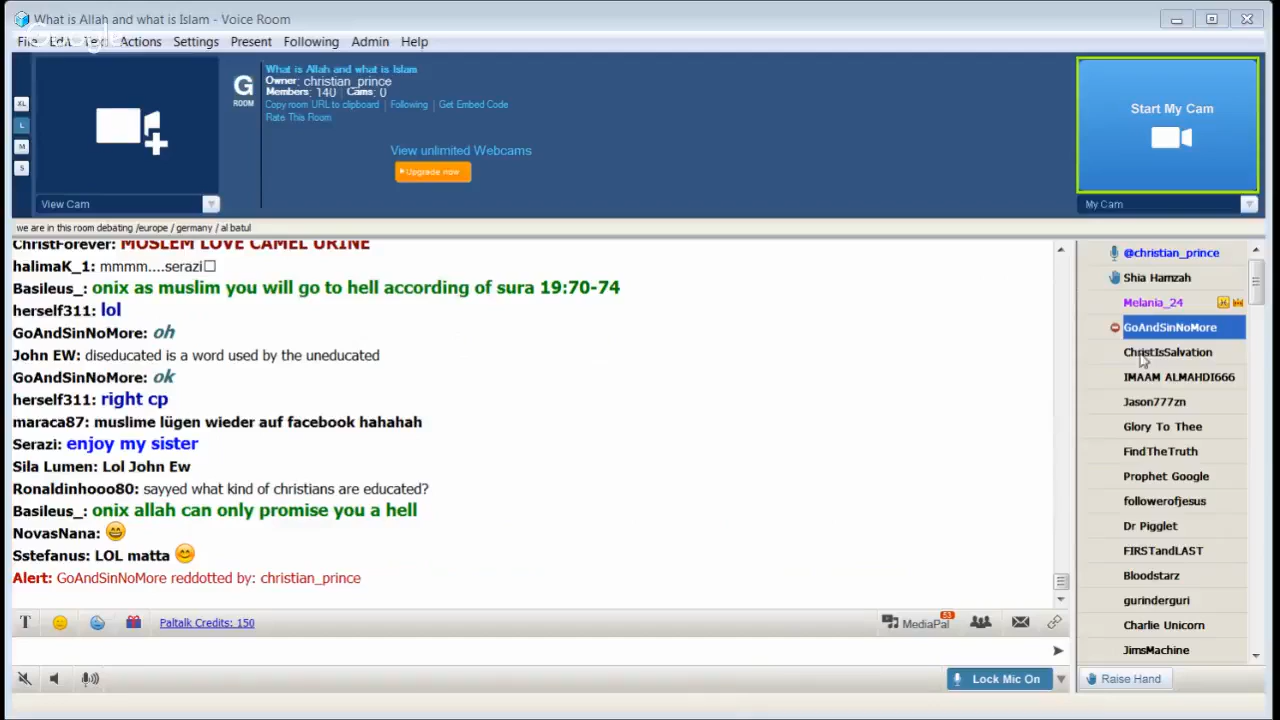 What is Allah and what is Islam - Voice Room
File Edit Text Actions Settings Present Following Admin Help
Google
G
ROOM
What is Allah and what is Islam
Owner: christian_prince
Members: 140 Cams: 0
Copy room URL to clipboard | Following | Get Embed Code
Rate This Room
View unlimited Webcams
Upgrade now
XL
L
M
S
View Cam
Start My Cam
My Cam
we are in this room debating /europe / germany / al batul
ChristForever: MOSLEM LOVE CAMEL URINE
halimaK_1: mmmm....serazi
Basileus_: onix as muslim you will go to hell according of sura 19:70-74
herself311: lol
GoAndSinNoMore: oh
John EW: diseducated is a word used by the uneducated
GoAndSinNoMore: ok
herself311: right cp
maraca87: muslime lügen wieder auf facebook hahahah
Serazi: enjoy my sister
Sila Lumen: Lol John Ew
Ronaldinhooo80: sayyed what kind of christians are educated?
Basileus_: onix allah can only promise you a hell
NovasNana: 😄
Sstefanus: LOL matta 😊
Alert: GoAndSinNoMore reddotted by: christian_prince
@christian_prince
Shia Hamzah
Melania_24
GoAndSinNoMore
ChristIsSalvation
IMAAM ALMAHDI666
Jason777zn
Glory To Thee
FindTheTruth
Prophet Google
followerofjesus
Dr Pigglet
FIRSTandLAST
Bloodstarz
gurinderguri
Charlie Unicorn
JimsMachine
T
Paltalk Credits: 150
MediaPal
53
Lock Mic On
Raise Hand